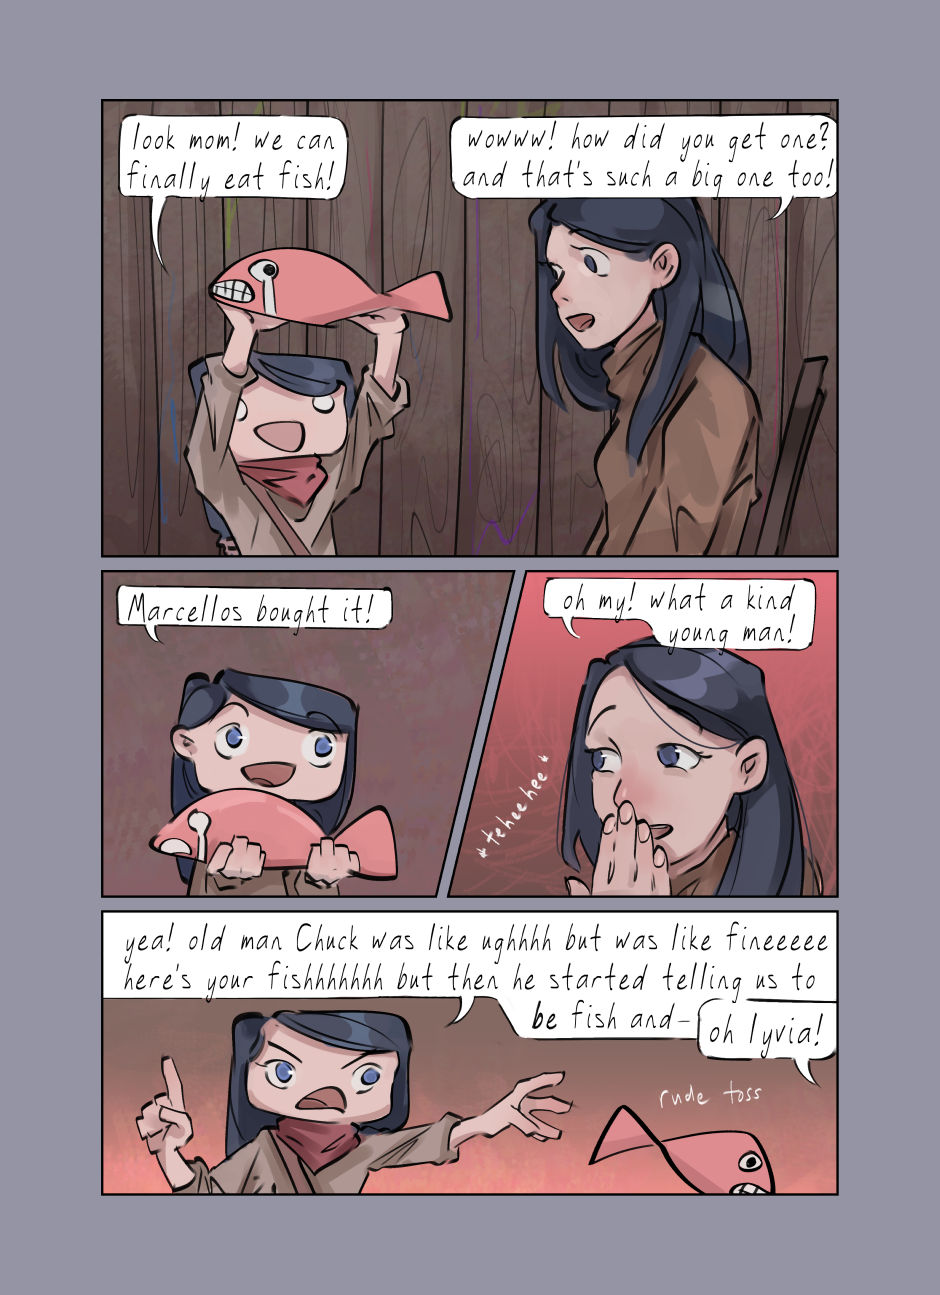 look mom! we can
finally eat fish!
wowww! how did you get one?
and that's such a big one too!
Marcellos bought it!
oh my! what a kind
young man!
*teheehee*
yea! old man Chuck was like ughhhh but was like fineeeee
here's your fishhhhhhh but then he started telling us to
be fish and-
oh lyvia!
rude toss